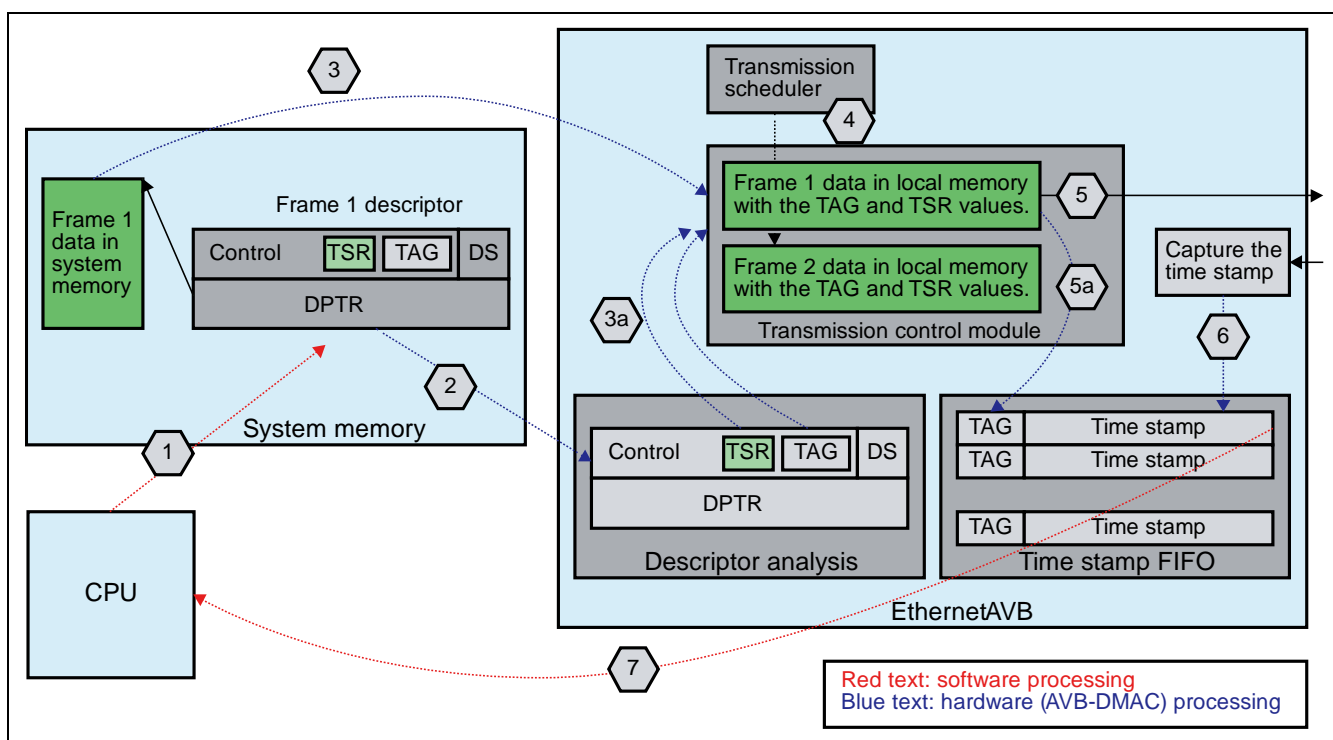 3
Transmission
scheduler
4
Frame 1 data in local memory
with the TAG and TSR values.
5
Frame 2 data in local memory
with the TAG and TSR values.
5a
Transmission control module
Capture the
time stamp
6
Frame 1
data in
system
memory
Frame 1 descriptor
Control TSR TAG DS
DPTR
3a
2
System memory
1
Control TSR TAG DS
DPTR
Descriptor analysis
TAG Time stamp
TAG Time stamp
TAG Time stamp
Time stamp FIFO
CPU
EthernetAVB
7
Red text: software processing
Blue text: hardware (AVB-DMAC) processing